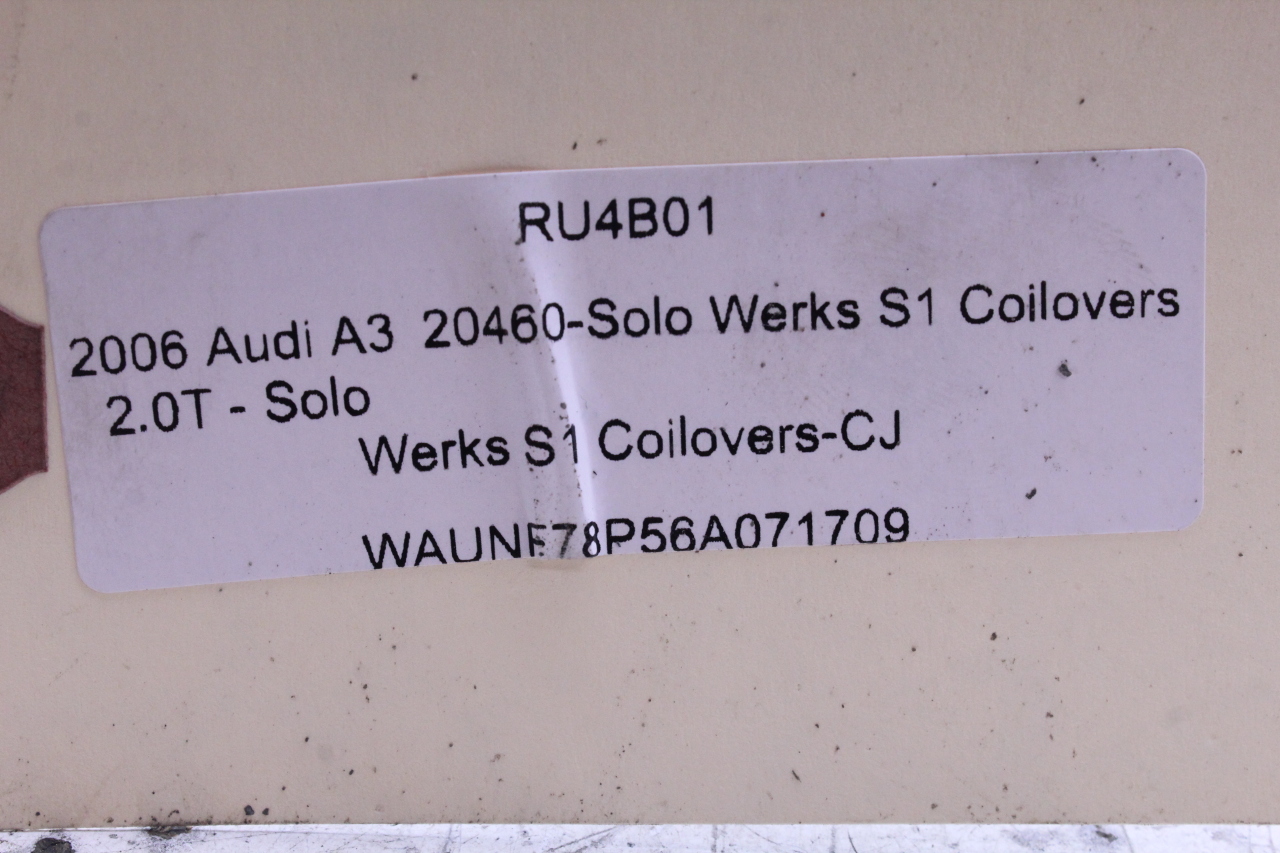 RU4B01
2006 Audi A3 20460-Solo Werks S1 Coilovers
2.0T - Solo
Werks S1 Coilovers-CJ
WAUNF78P56A071709